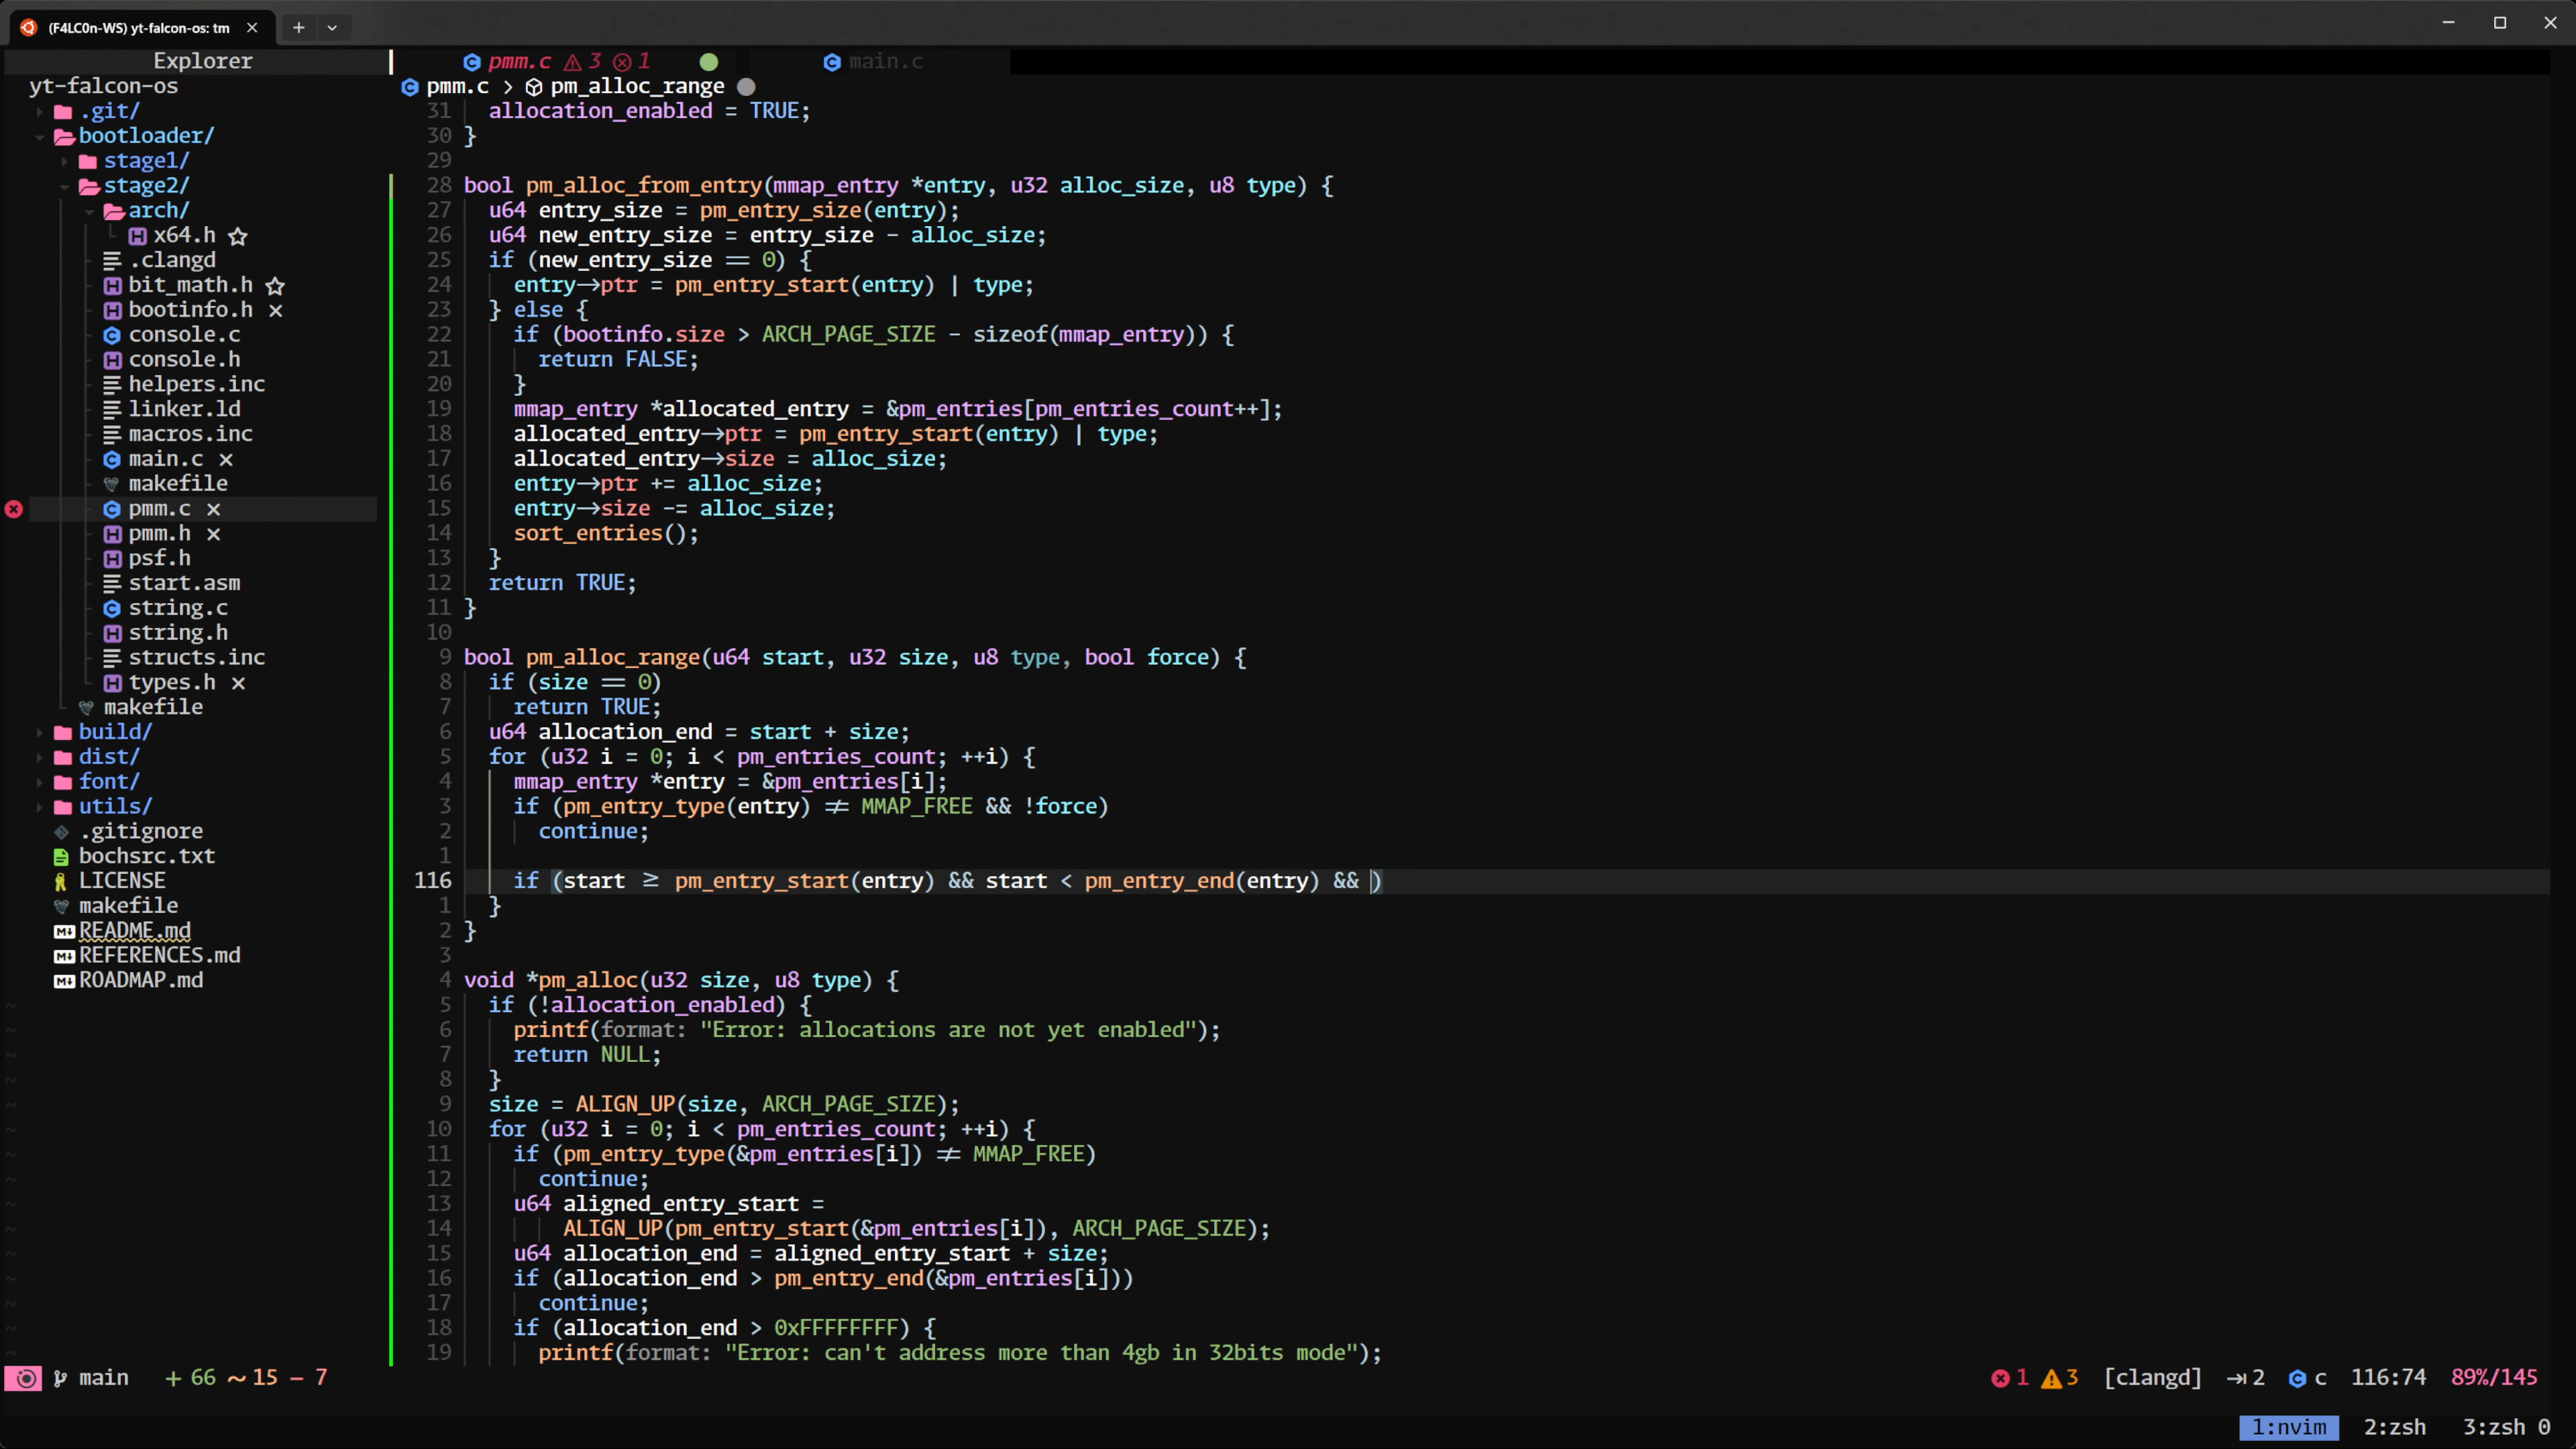 (F4LC0n-WS) yt-falcon-os: tm
Explorer
yt-falcon-os
.git/
bootloader/
stage1/
stage2/
arch/
x64.h
.clangd
bit_math.h
bootinfo.h
console.c
console.h
helpers.inc
linker.ld
macros.inc
main.c
makefile
pmm.c
pmm.h
psf.h
start.asm
string.c
string.h
structs.inc
types.h
makefile
build/
dist/
font/
utils/
.gitignore
bochsrc.txt
LICENSE
makefile
README.md
REFERENCES.md
ROADMAP.md
pmm.c 3 1 main.c
pmm.c > pm_alloc_range
31 allocation_enabled = TRUE;
30 }
29
28 bool pm_alloc_from_entry(mmap_entry *entry, u32 alloc_size, u8 type) {
27 u64 entry_size = pm_entry_size(entry);
26 u64 new_entry_size = entry_size - alloc_size;
25 if (new_entry_size == 0) {
24 entry->ptr = pm_entry_start(entry) | type;
23 } else {
22 if (bootinfo.size > ARCH_PAGE_SIZE - sizeof(mmap_entry)) {
21 return FALSE;
20 }
19 mmap_entry *allocated_entry = &pm_entries[pm_entries_count++];
18 allocated_entry->ptr = pm_entry_start(entry) | type;
17 allocated_entry->size = alloc_size;
16 entry->ptr += alloc_size;
15 entry->size -= alloc_size;
14 sort_entries();
13 }
12 return TRUE;
11 }
10
9 bool pm_alloc_range(u64 start, u32 size, u8 type, bool force) {
8 if (size == 0)
7 return TRUE;
6 u64 allocation_end = start + size;
5 for (u32 i = 0; i < pm_entries_count; ++i) {
4 mmap_entry *entry = &pm_entries[i];
3 if (pm_entry_type(entry) != MMAP_FREE && !force)
2 continue;
1
116 if (start >= pm_entry_start(entry) && start < pm_entry_end(entry) && )
1 }
2 }
3
4 void *pm_alloc(u32 size, u8 type) {
5 if (!allocation_enabled) {
6 printf(format: "Error: allocations are not yet enabled");
7 return NULL;
8 }
9 size = ALIGN_UP(size, ARCH_PAGE_SIZE);
10 for (u32 i = 0; i < pm_entries_count; ++i) {
11 if (pm_entry_type(&pm_entries[i]) != MMAP_FREE)
12 continue;
13 u64 aligned_entry_start =
14 ALIGN_UP(pm_entry_start(&pm_entries[i]), ARCH_PAGE_SIZE);
15 u64 allocation_end = aligned_entry_start + size;
16 if (allocation_end > pm_entry_end(&pm_entries[i]))
17 continue;
18 if (allocation_end > 0xFFFFFFFF) {
19 printf(format: "Error: can't address more than 4gb in 32bits mode");
main + 66 ~ 15 - 7 1 3 [clangd] 2 c 116:74 89%/145
1:nvim 2:zsh 3:zsh 0